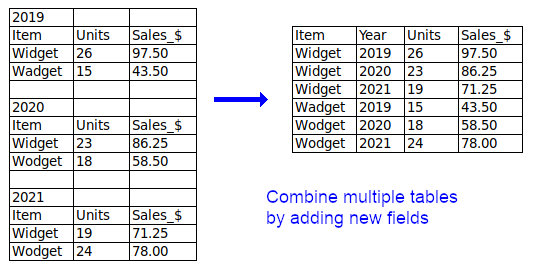 2019
Item Units Sales_$
Widget 26 97.50
Wadget 15 43.50
2020
Item Units Sales_$
Widget 23 86.25
Wodget 18 58.50
2021
Item Units Sales_$
Widget 19 71.25
Wodget 24 78.00
Item Year Units Sales_$
Widget 2019 26 97.50
Widget 2020 23 86.25
Widget 2021 19 71.25
Wadget 2019 15 43.50
Wodget 2020 18 58.50
Wodget 2021 24 78.00
Combine multiple tables
by adding new fields